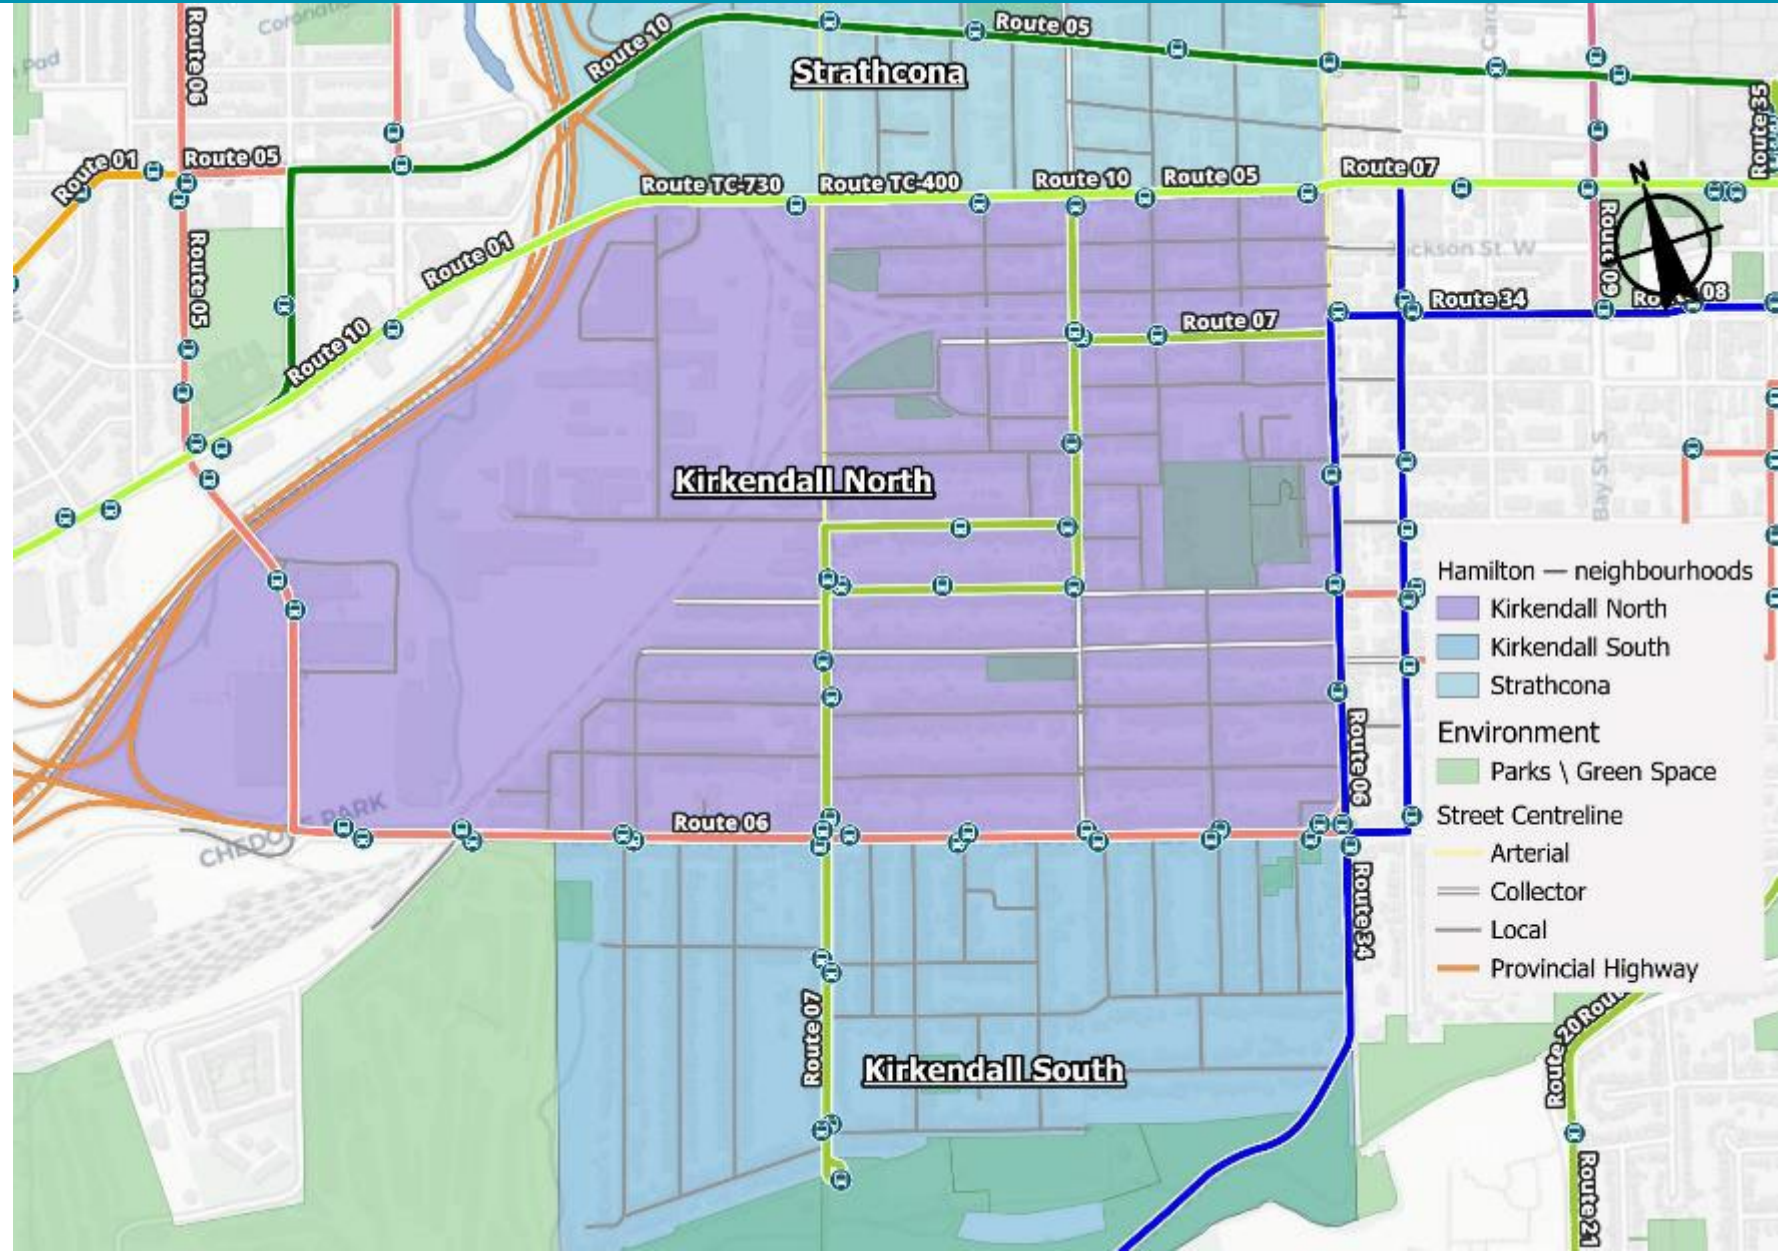 Route 10
Route 05
Strathcona
Route 06
Route 35
Route 01
Route 05
Route TC-730
Route TC-400
Route 10
Route 05
Route 07
N
Route 05
Route 01
Route 09
Jackson St. W
Route 34
Route 07
Route 10
Kirkendall North
Bay St. S
Hamilton — neighbourhoods
Kirkendall North
Kirkendall South
Strathcona
Environment
Parks \ Green Space
Street Centreline
Arterial
Collector
Local
Provincial Highway
Route 06
Route 06
Route 34
Route 07
Kirkendall South
Route 20
Route 21